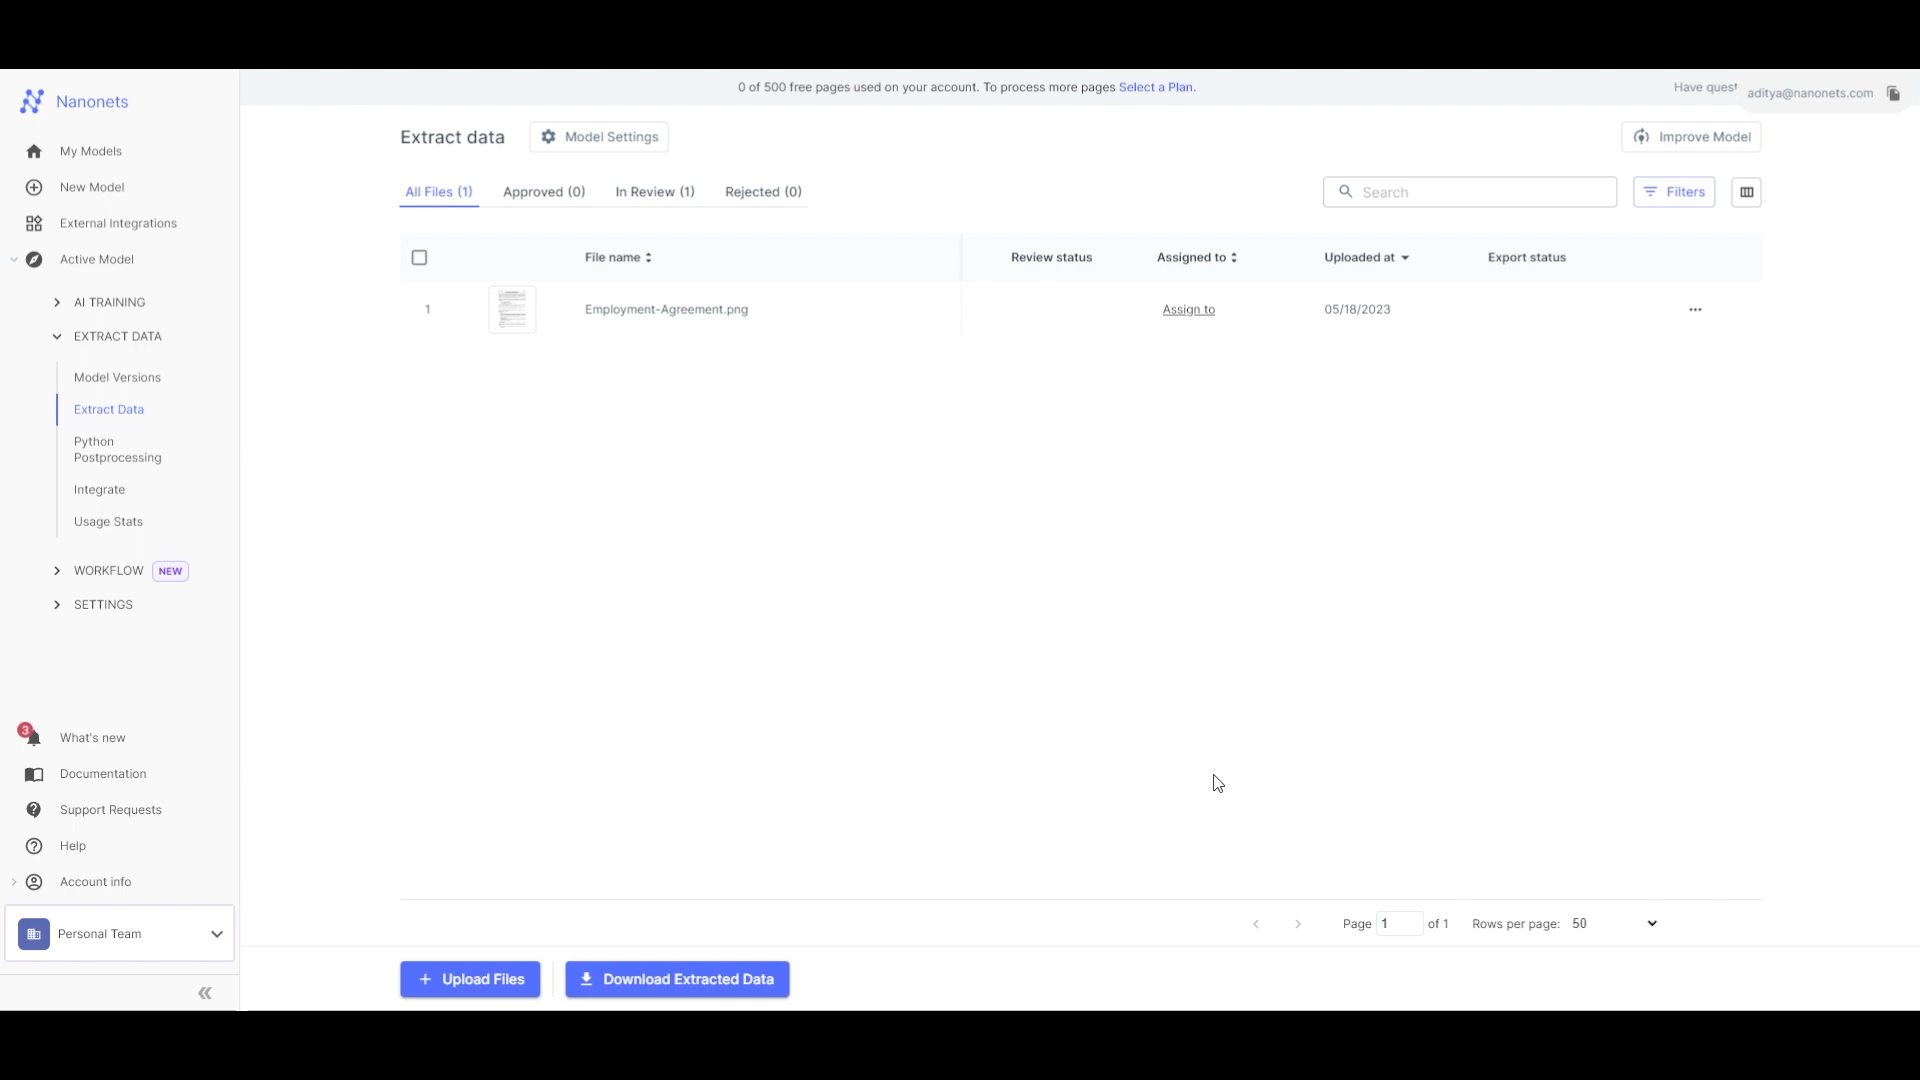 0 of 500 free pages used on your account. To process more pages Select a Plan.
Have quest
aditya@nanonets.com
Nanonets
My Models
New Model
External Integrations
Active Model
AI TRAINING
EXTRACT DATA
Model Versions
Extract Data
Python
Postprocessing
Integrate
Usage Stats
WORKFLOW NEW
SETTINGS
3
What's new
Documentation
Support Requests
Help
Account info
Personal Team
Extract data
Model Settings
Improve Model
All Files (1) Approved (0) In Review (1) Rejected (0)
Search
Filters
File name Review status Assigned to Uploaded at Export status
1 Employment-Agreement.png Assign to 05/18/2023
Page 1 of 1 Rows per page: 50
Upload Files
Download Extracted Data